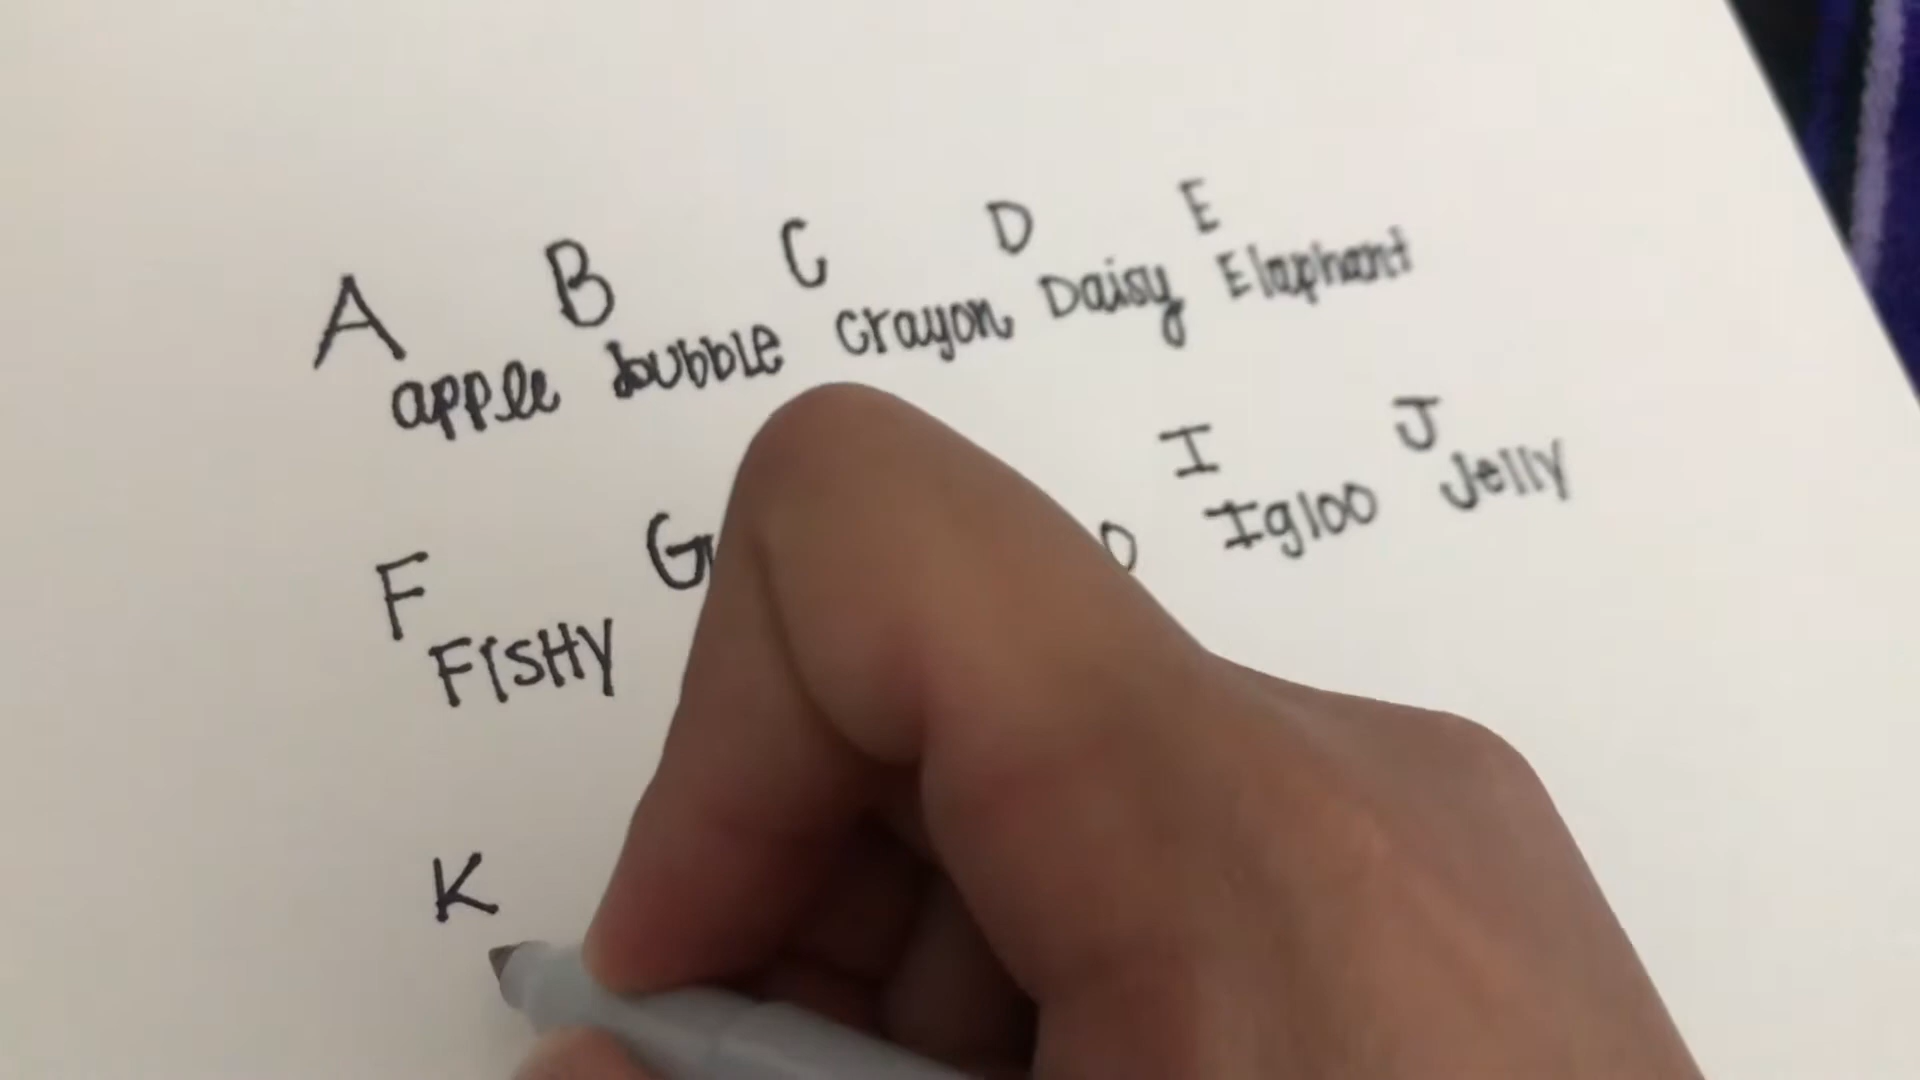 A B C D E
apple bubble crayon Daisy Elaphant
F G I J
FISHY Igloo Jelly
K